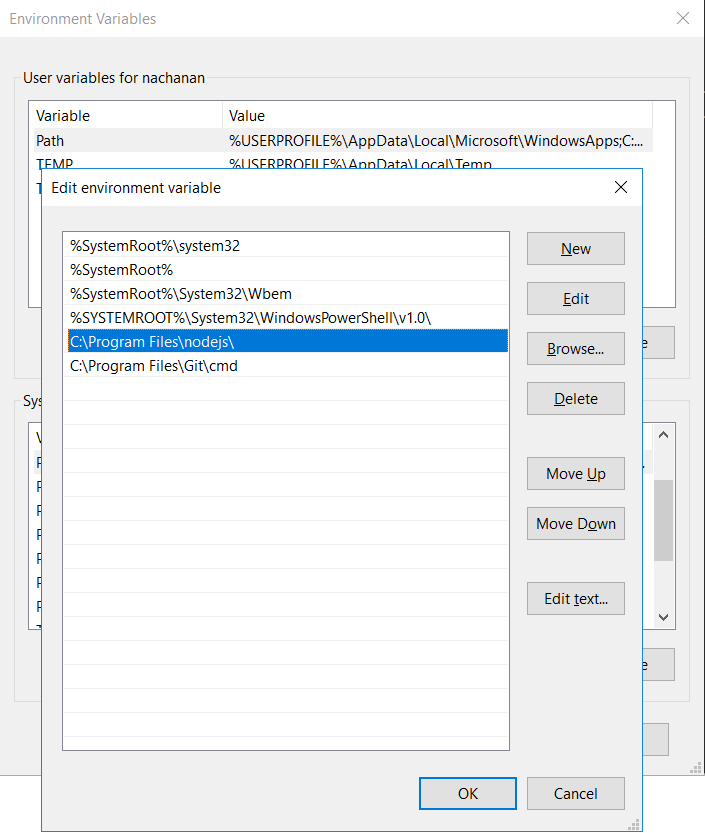 Environment Variables
User variables for nachanan
Variable Value
Path %USERPROFILE%\AppData\Local\Microsoft\WindowsApps;C:...
TEMP %USERPROFILE%\AppData\Local\Temp
Edit environment variable
%SystemRoot%\system32
%SystemRoot%
%SystemRoot%\System32\Wbem
%SYSTEMROOT%\System32\WindowsPowerShell\v1.0\
C:\Program Files\nodejs\
C:\Program Files\Git\cmd
New
Edit
Browse...
Delete
Move Up
Move Down
Edit text...
OK
Cancel
Sys